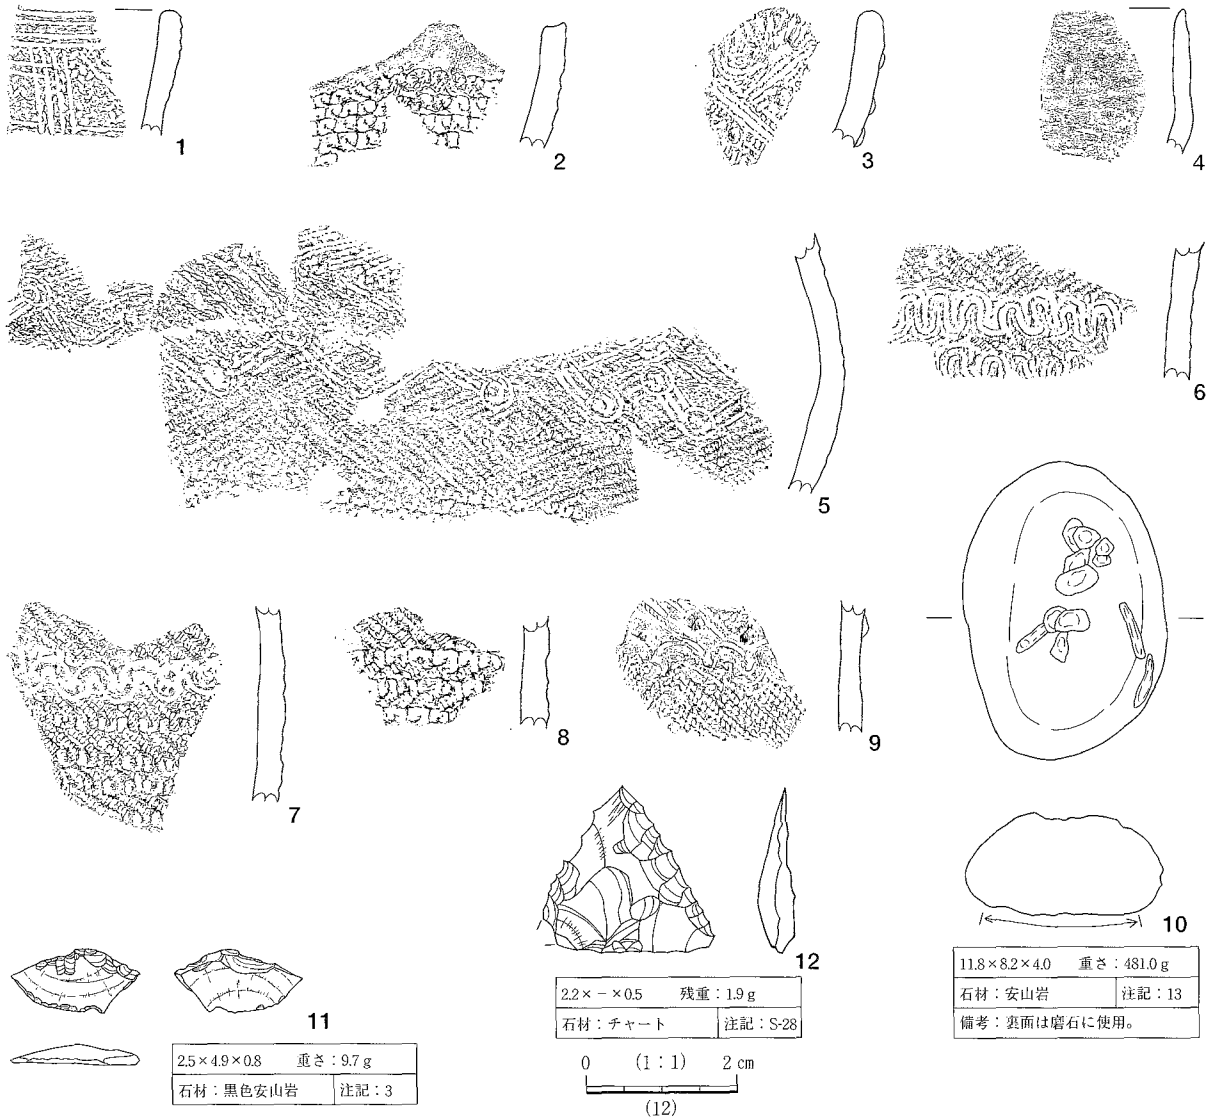 1
2
3
4
5
6
7
8
9
10
11.8×8.2×4.0 重さ：481.0 g
石材：安山岩 注記：13
備考：裏面は磨石に使用。
11
2.5×4.9×0.8 重さ：9.7 g
石材：黒色安山岩 注記：3
12
2.2×－×0.5 残重：1.9 g
石材：チャート 注記：S-28
0 (1：1) 2 cm
(12)